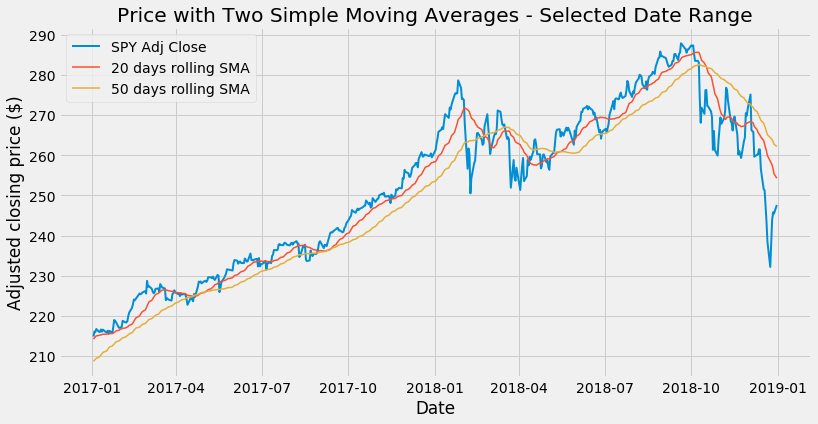 Price with Two Simple Moving Averages - Selected Date Range
SPY Adj Close
20 days rolling SMA
50 days rolling SMA
Adjusted closing price ($)
290
280
270
260
250
240
230
220
210
2017-01 2017-04 2017-07 2017-10 2018-01 2018-04 2018-07 2018-10 2019-01
Date